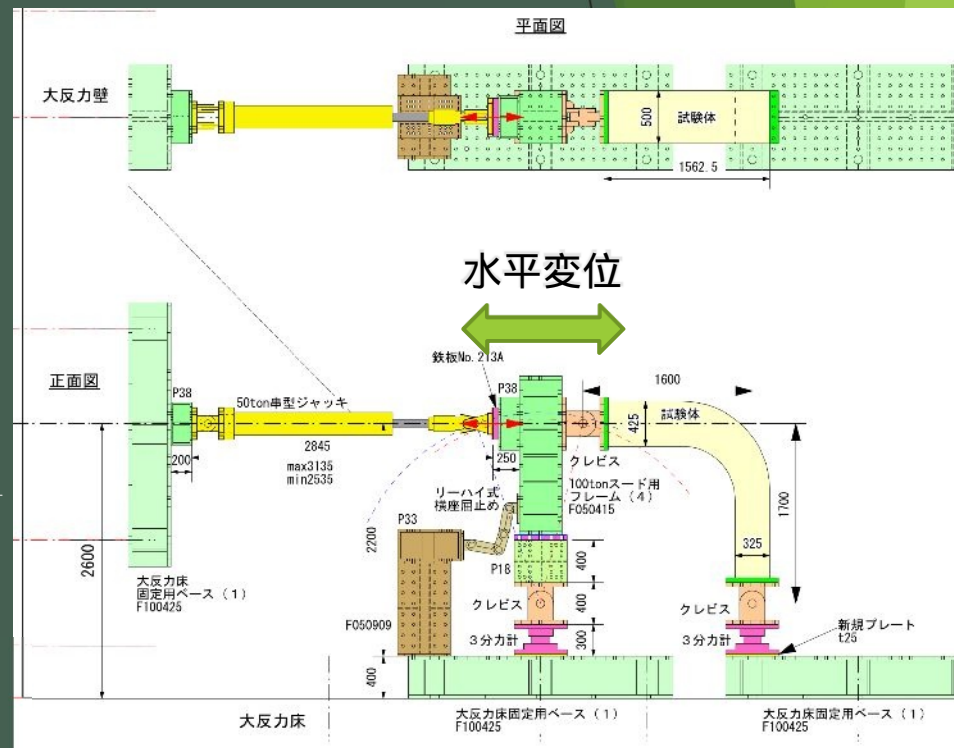 平面図
大反力壁
500
試験体
1562.5
水平変位
鉄板No.213A
正面図
P38
50ton串型ジャッキ
P38
1600
試験体
425
200
2845
max3135
min2535
250
クレビス
100tonスード用
フレーム（4）
F050415
リーハイ式
横座屈止め
1700
2600
P33
2200
P18
400
325
大反力床
固定用ベース（1）
F100425
クレビス
400
クレビス
F050909
3分力計
300
3分力計
新規プレート
t25
400
大反力床
大反力床固定用ベース（1）
F100425
大反力床固定用ベース（1）
F100425